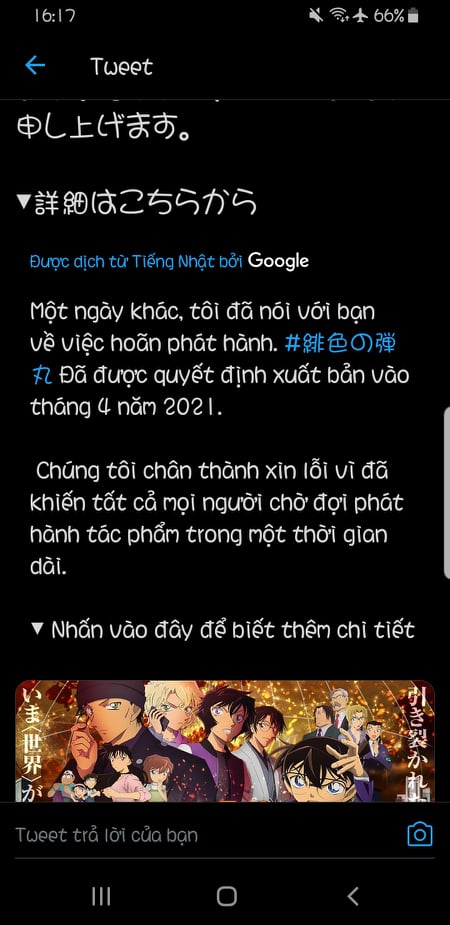 16:17
66%
Tweet
申し上げます。
▼詳細はこちらから
Được dịch từ Tiếng Nhật bởi Google
Một ngày khác, tôi đã nói với bạn
về việc hoãn phát hành. #緋色の弾
丸 Đã được quyết định xuất bản vào
tháng 4 năm 2021.
Chúng tôi chân thành xin lỗi vì đã
khiến tất cả mọi người chờ đợi phát
hành tác phẩm trong một thời gian
dài.
▼ Nhấn vào đây để biết thêm chi tiết
引き裂かれ
いま〈世界〉が
Tweet trả lời của bạn